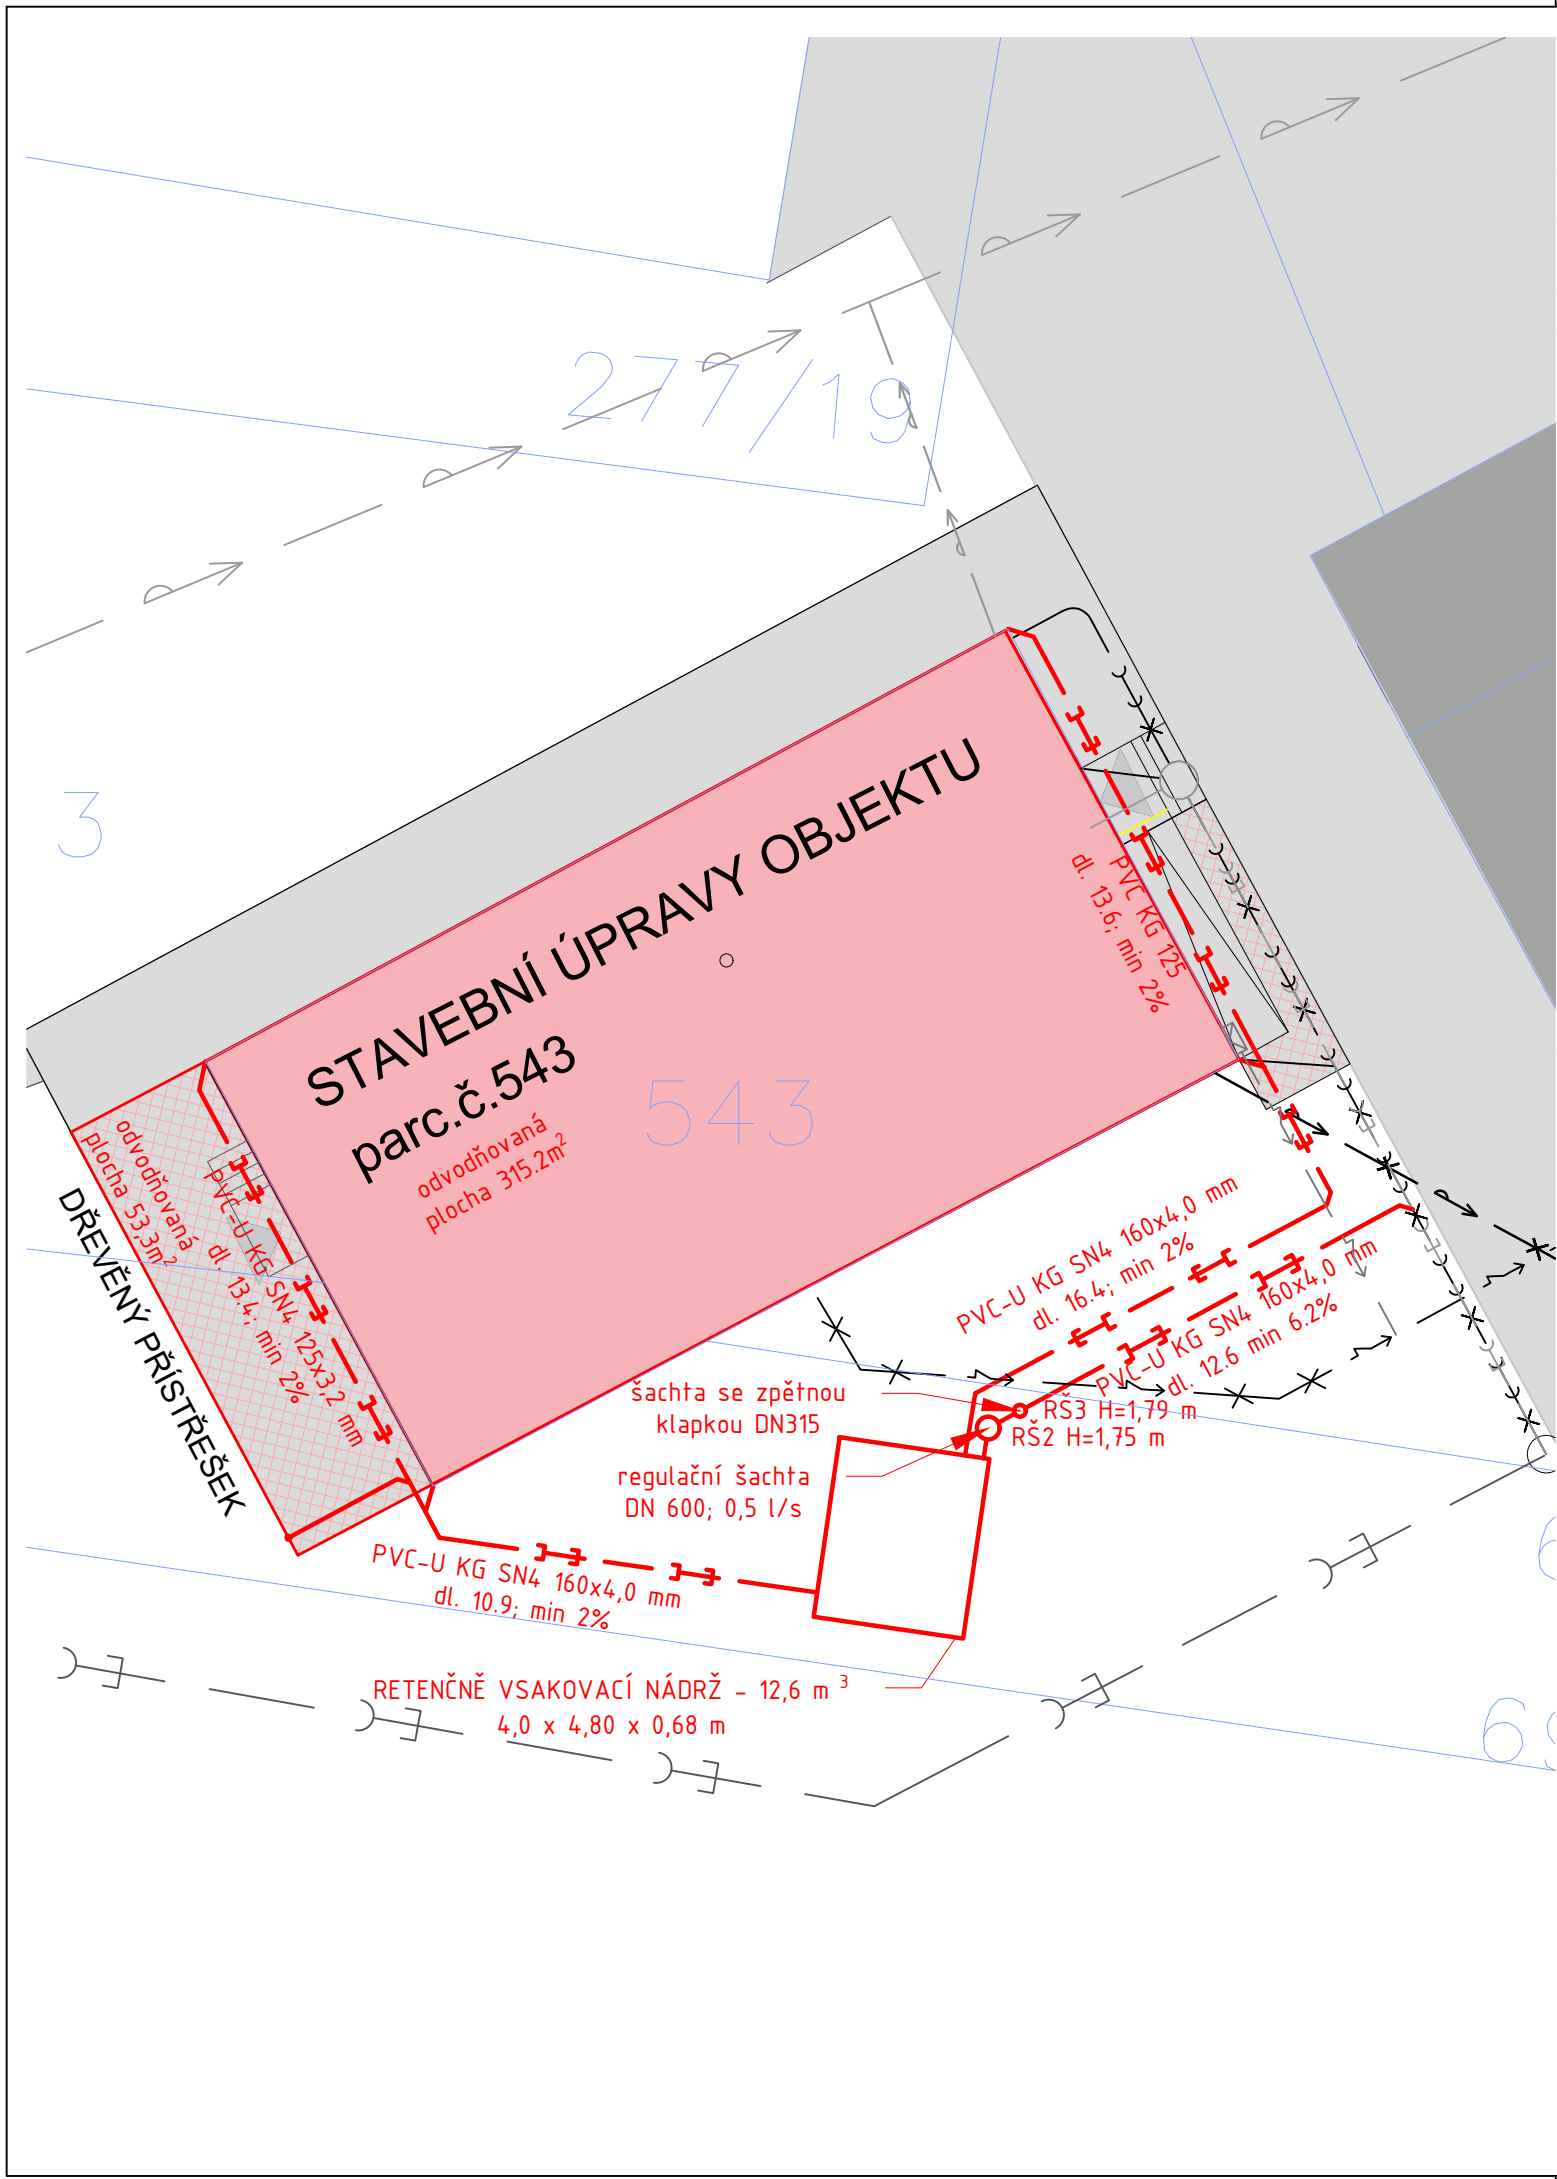 277/19
3
STAVEBNÍ ÚPRAVY OBJEKTU
parc.č.543
543
odvodňovaná
plocha 315.2m²
PVC KG 125
dl. 13.6; min 2%
odvodňovaná
plocha 53,3m²
DŘEVĚNÝ PŘÍSTŘEŠEK
PVC-U KG SN4 125x3,2 mm
dl. 13.4; min 2%
PVC-U KG SN4 160x4,0 mm
dl. 16.4; min 2%
PVC-U KG SN4 160x4,0 mm
dl. 12.6 min 6.2%
šachta se zpětnou
klapkou DN315
RŠ3 H=1,79 m
RŠ2 H=1,75 m
regulační šachta
DN 600; 0,5 l/s
PVC-U KG SN4 160x4,0 mm
dl. 10.9; min 2%
RETENČNĚ VSAKOVACÍ NÁDRŽ - 12,6 m³
4,0 x 4,80 x 0,68 m